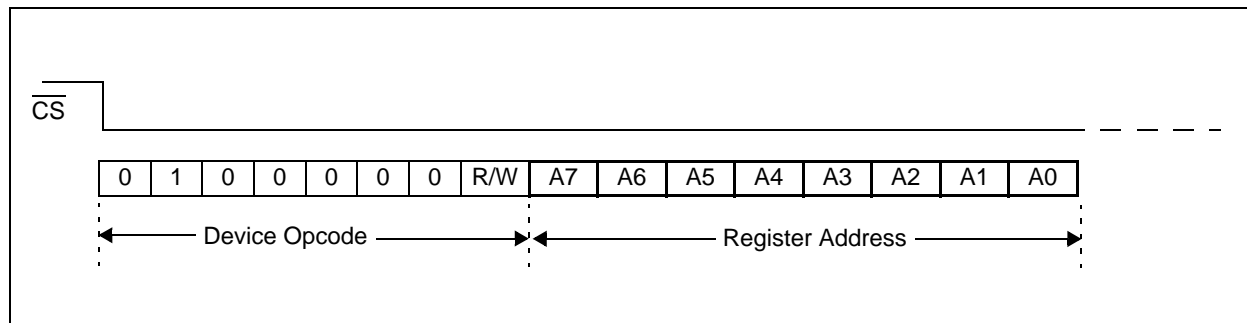 CS
0 1 0 0 0 0 0 R/W A7 A6 A5 A4 A3 A2 A1 A0
Device Opcode Register Address